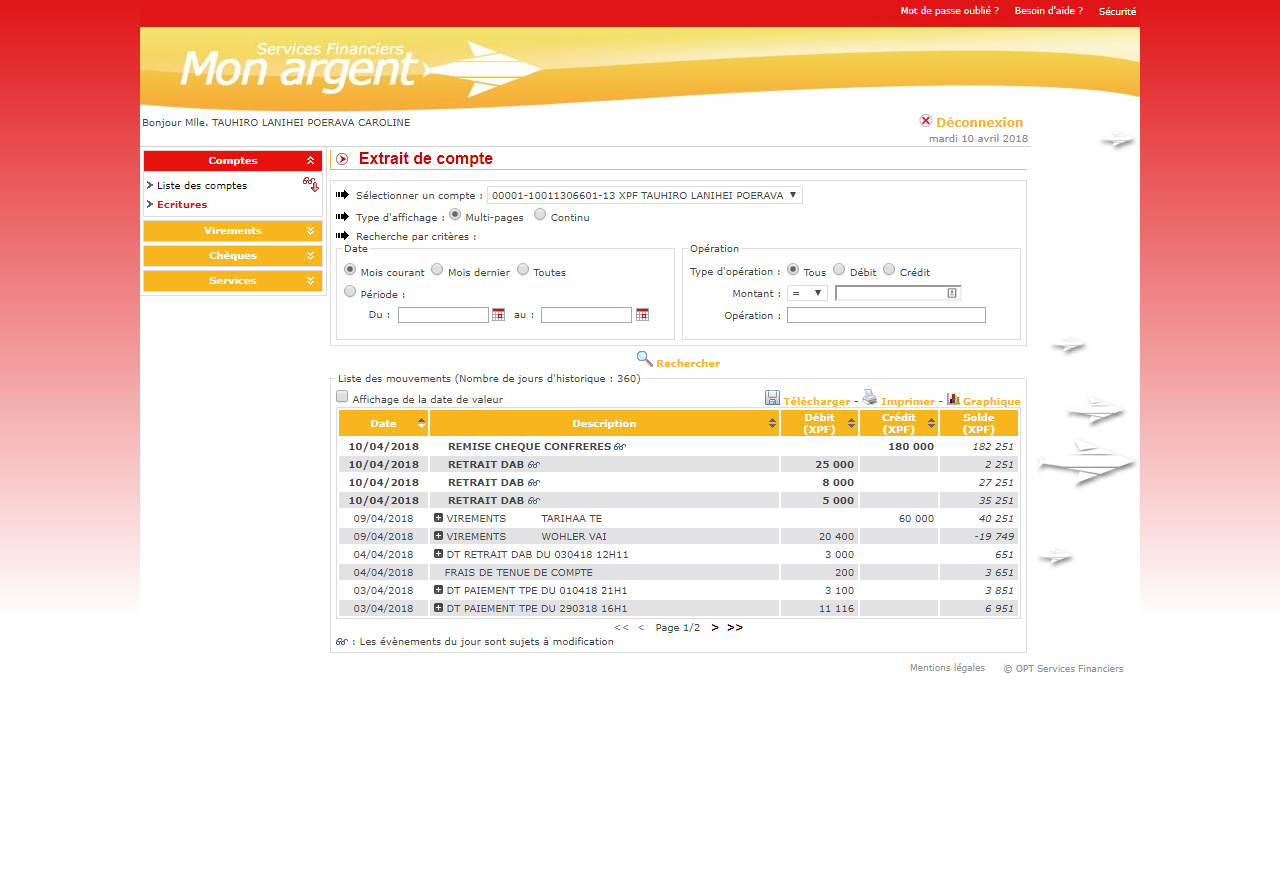 Mot de passe oublié ? Besoin d'aide ? Sécurité
Services Financiers
Mon argent
Bonjour Mlle. TAUHIRO LANIHEI POERAVA CAROLINE
Déconnexion
mardi 10 avril 2018
Comptes
Liste des comptes
Ecritures
Virements
Chèques
Services
Extrait de compte
Sélectionner un compte : 00001-10011306601-13 XPF TAUHIRO LANIHEI POERAVA
Type d'affichage : Multi-pages Continu
Recherche par critères :
Date
Mois courant Mois dernier Toutes
Période :
Du : au :
Opération
Type d'opération : Tous Débit Crédit
Montant : =
Opération :
Rechercher
Liste des mouvements (Nombre de jours d'historique : 360)
Affichage de la date de valeur Télécharger - Imprimer - Graphique
Date Description Débit (XPF) Crédit (XPF) Solde (XPF)
10/04/2018 REMISE CHEQUE CONFRERES 180 000 182 251
10/04/2018 RETRAIT DAB 25 000 2 251
10/04/2018 RETRAIT DAB 8 000 27 251
10/04/2018 RETRAIT DAB 5 000 35 251
09/04/2018 VIREMENTS TARIHAA TE 60 000 40 251
09/04/2018 VIREMENTS WOHLER VAI 20 400 -19 749
04/04/2018 DT RETRAIT DAB DU 030418 12H11 3 000 651
04/04/2018 FRAIS DE TENUE DE COMPTE 200 3 651
03/04/2018 DT PAIEMENT TPE DU 010418 21H1 3 100 3 851
03/04/2018 DT PAIEMENT TPE DU 290318 16H1 11 116 6 951
<< < Page 1/2 > >>
: Les évènements du jour sont sujets à modification
Mentions légales © OPT Services Financiers